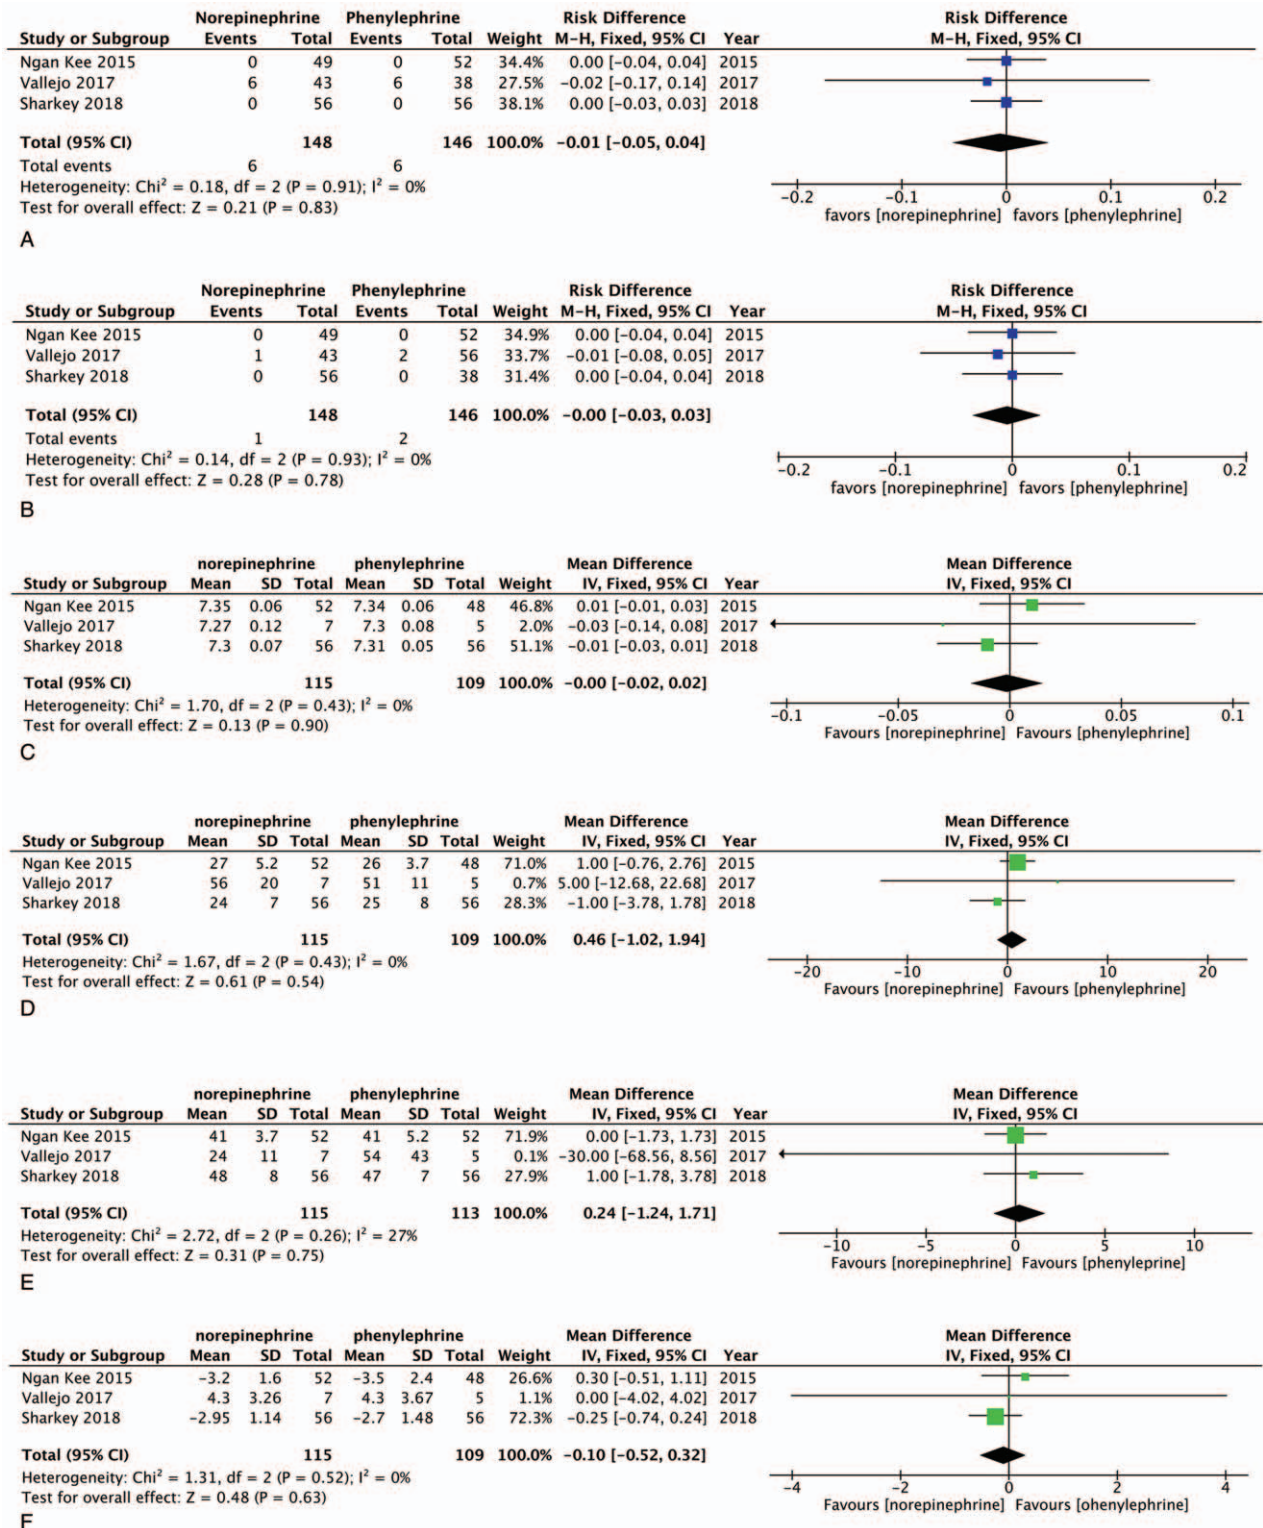 Norepinephrine Phenylephrine Risk Difference Risk Difference
Study or Subgroup Events Total Events Total Weight M-H, Fixed, 95% CI Year M-H, Fixed, 95% CI
Ngan Kee 2015 0 49 0 52 34.4% 0.00 [-0.04, 0.04] 2015
Vallejo 2017 6 43 6 38 27.5% -0.02 [-0.17, 0.14] 2017
Sharkey 2018 0 56 0 56 38.1% 0.00 [-0.03, 0.03] 2018
Total (95% CI) 148 146 100.0% -0.01 [-0.05, 0.04]
Total events 6 6
Heterogeneity: Chi² = 0.18, df = 2 (P = 0.91); I² = 0%
Test for overall effect: Z = 0.21 (P = 0.83)
-0.2 -0.1 0 0.1 0.2
favors [norepinephrine] favors [phenylephrine]
A
Norepinephrine Phenylephrine Risk Difference Risk Difference
Study or Subgroup Events Total Events Total Weight M-H, Fixed, 95% CI Year M-H, Fixed, 95% CI
Ngan Kee 2015 0 49 0 52 34.9% 0.00 [-0.04, 0.04] 2015
Vallejo 2017 1 43 2 56 33.7% -0.01 [-0.08, 0.05] 2017
Sharkey 2018 0 56 0 38 31.4% 0.00 [-0.04, 0.04] 2018
Total (95% CI) 148 146 100.0% -0.00 [-0.03, 0.03]
Total events 1 2
Heterogeneity: Chi² = 0.14, df = 2 (P = 0.93); I² = 0%
Test for overall effect: Z = 0.28 (P = 0.78)
-0.2 -0.1 0 0.1 0.2
favors [norepinephrine] favors [phenylephrine]
B
norepinephrine phenylephrine Mean Difference Mean Difference
Study or Subgroup Mean SD Total Mean SD Total Weight IV, Fixed, 95% CI Year IV, Fixed, 95% CI
Ngan Kee 2015 7.35 0.06 52 7.34 0.06 48 46.8% 0.01 [-0.01, 0.03] 2015
Vallejo 2017 7.27 0.12 7 7.3 0.08 5 2.0% -0.03 [-0.14, 0.08] 2017
Sharkey 2018 7.3 0.07 56 7.31 0.05 56 51.1% -0.01 [-0.03, 0.01] 2018
Total (95% CI) 115 109 100.0% -0.00 [-0.02, 0.02]
Heterogeneity: Chi² = 1.70, df = 2 (P = 0.43); I² = 0%
Test for overall effect: Z = 0.13 (P = 0.90)
-0.1 -0.05 0 0.05 0.1
Favours [norepinephrine] Favours [phenylephrine]
C
norepinephrine phenylephrine Mean Difference Mean Difference
Study or Subgroup Mean SD Total Mean SD Total Weight IV, Fixed, 95% CI Year IV, Fixed, 95% CI
Ngan Kee 2015 27 5.2 52 26 3.7 48 71.0% 1.00 [-0.76, 2.76] 2015
Vallejo 2017 56 20 7 51 11 5 0.7% 5.00 [-12.68, 22.68] 2017
Sharkey 2018 24 7 56 25 8 56 28.3% -1.00 [-3.78, 1.78] 2018
Total (95% CI) 115 109 100.0% 0.46 [-1.02, 1.94]
Heterogeneity: Chi² = 1.67, df = 2 (P = 0.43); I² = 0%
Test for overall effect: Z = 0.61 (P = 0.54)
-20 -10 0 10 20
Favours [norepinephrine] Favours [phenylephrine]
D
norepinephrine phenylephrine Mean Difference Mean Difference
Study or Subgroup Mean SD Total Mean SD Total Weight IV, Fixed, 95% CI Year IV, Fixed, 95% CI
Ngan Kee 2015 41 3.7 52 41 5.2 52 71.9% 0.00 [-1.73, 1.73] 2015
Vallejo 2017 24 11 7 54 43 5 0.1% -30.00 [-68.56, 8.56] 2017
Sharkey 2018 48 8 56 47 7 56 27.9% 1.00 [-1.78, 3.78] 2018
Total (95% CI) 115 113 100.0% 0.24 [-1.24, 1.71]
Heterogeneity: Chi² = 2.72, df = 2 (P = 0.26); I² = 27%
Test for overall effect: Z = 0.31 (P = 0.75)
-10 -5 0 5 10
Favours [norepinephrine] Favours [phenyleprine]
E
norepinephrine phenylephrine Mean Difference Mean Difference
Study or Subgroup Mean SD Total Mean SD Total Weight IV, Fixed, 95% CI Year IV, Fixed, 95% CI
Ngan Kee 2015 -3.2 1.6 52 -3.5 2.4 48 26.6% 0.30 [-0.51, 1.11] 2015
Vallejo 2017 4.3 3.26 7 4.3 3.67 5 1.1% 0.00 [-4.02, 4.02] 2017
Sharkey 2018 -2.95 1.14 56 -2.7 1.48 56 72.3% -0.25 [-0.74, 0.24] 2018
Total (95% CI) 115 109 100.0% -0.10 [-0.52, 0.32]
Heterogeneity: Chi² = 1.31, df = 2 (P = 0.52); I² = 0%
Test for overall effect: Z = 0.48 (P = 0.63)
-4 -2 0 2 4
Favours [norepinephrine] Favours [ohenylephrine]
F